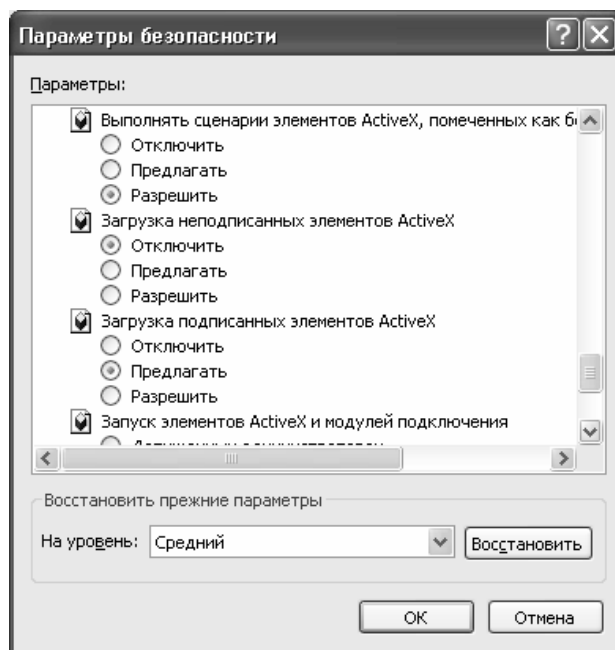 Параметры безопасности
Параметры:
Выполнять сценарии элементов ActiveX, помеченных как бе
Отключить
Предлагать
Разрешить
Загрузка неподписанных элементов ActiveX
Отключить
Предлагать
Разрешить
Загрузка подписанных элементов ActiveX
Отключить
Предлагать
Разрешить
Запуск элементов ActiveX и модулей подключения
Восстановить прежние параметры
На уровень: Средний Восстановить
ОК Отмена